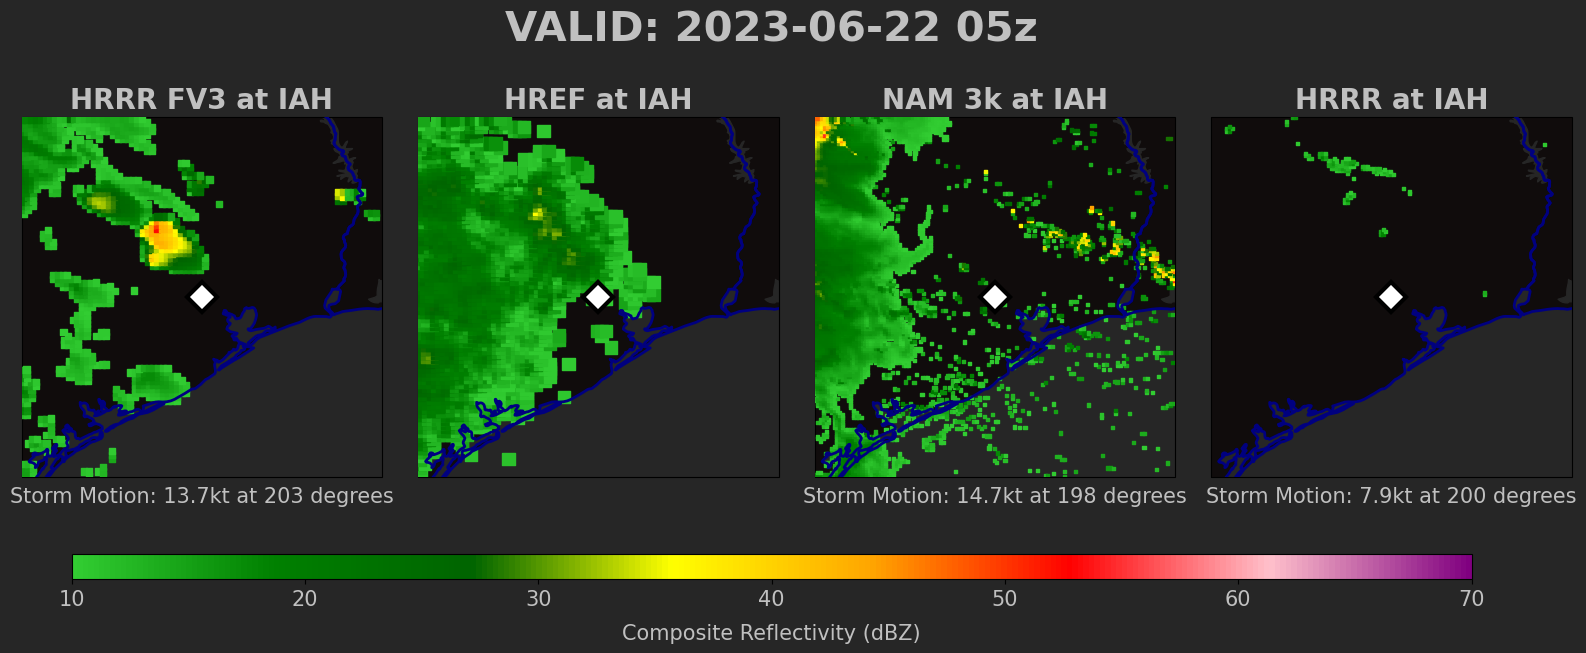 VALID: 2023-06-22 05z
HRRR FV3 at IAH
HREF at IAH
NAM 3k at IAH
HRRR at IAH
Storm Motion: 13.7kt at 203 degrees
Storm Motion: 14.7kt at 198 degrees
Storm Motion: 7.9kt at 200 degrees
10 20 30 40 50 60 70
Composite Reflectivity (dBZ)